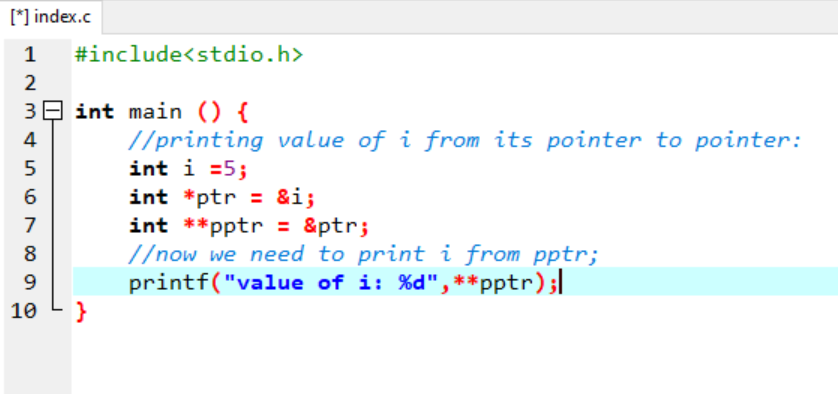 [*] index.c
1 #include<stdio.h>
2
3 int main () {
4 //printing value of i from its pointer to pointer:
5 int i =5;
6 int *ptr = &i;
7 int **pptr = &ptr;
8 //now we need to print i from pptr;
9 printf("value of i: %d",**pptr);
10 }